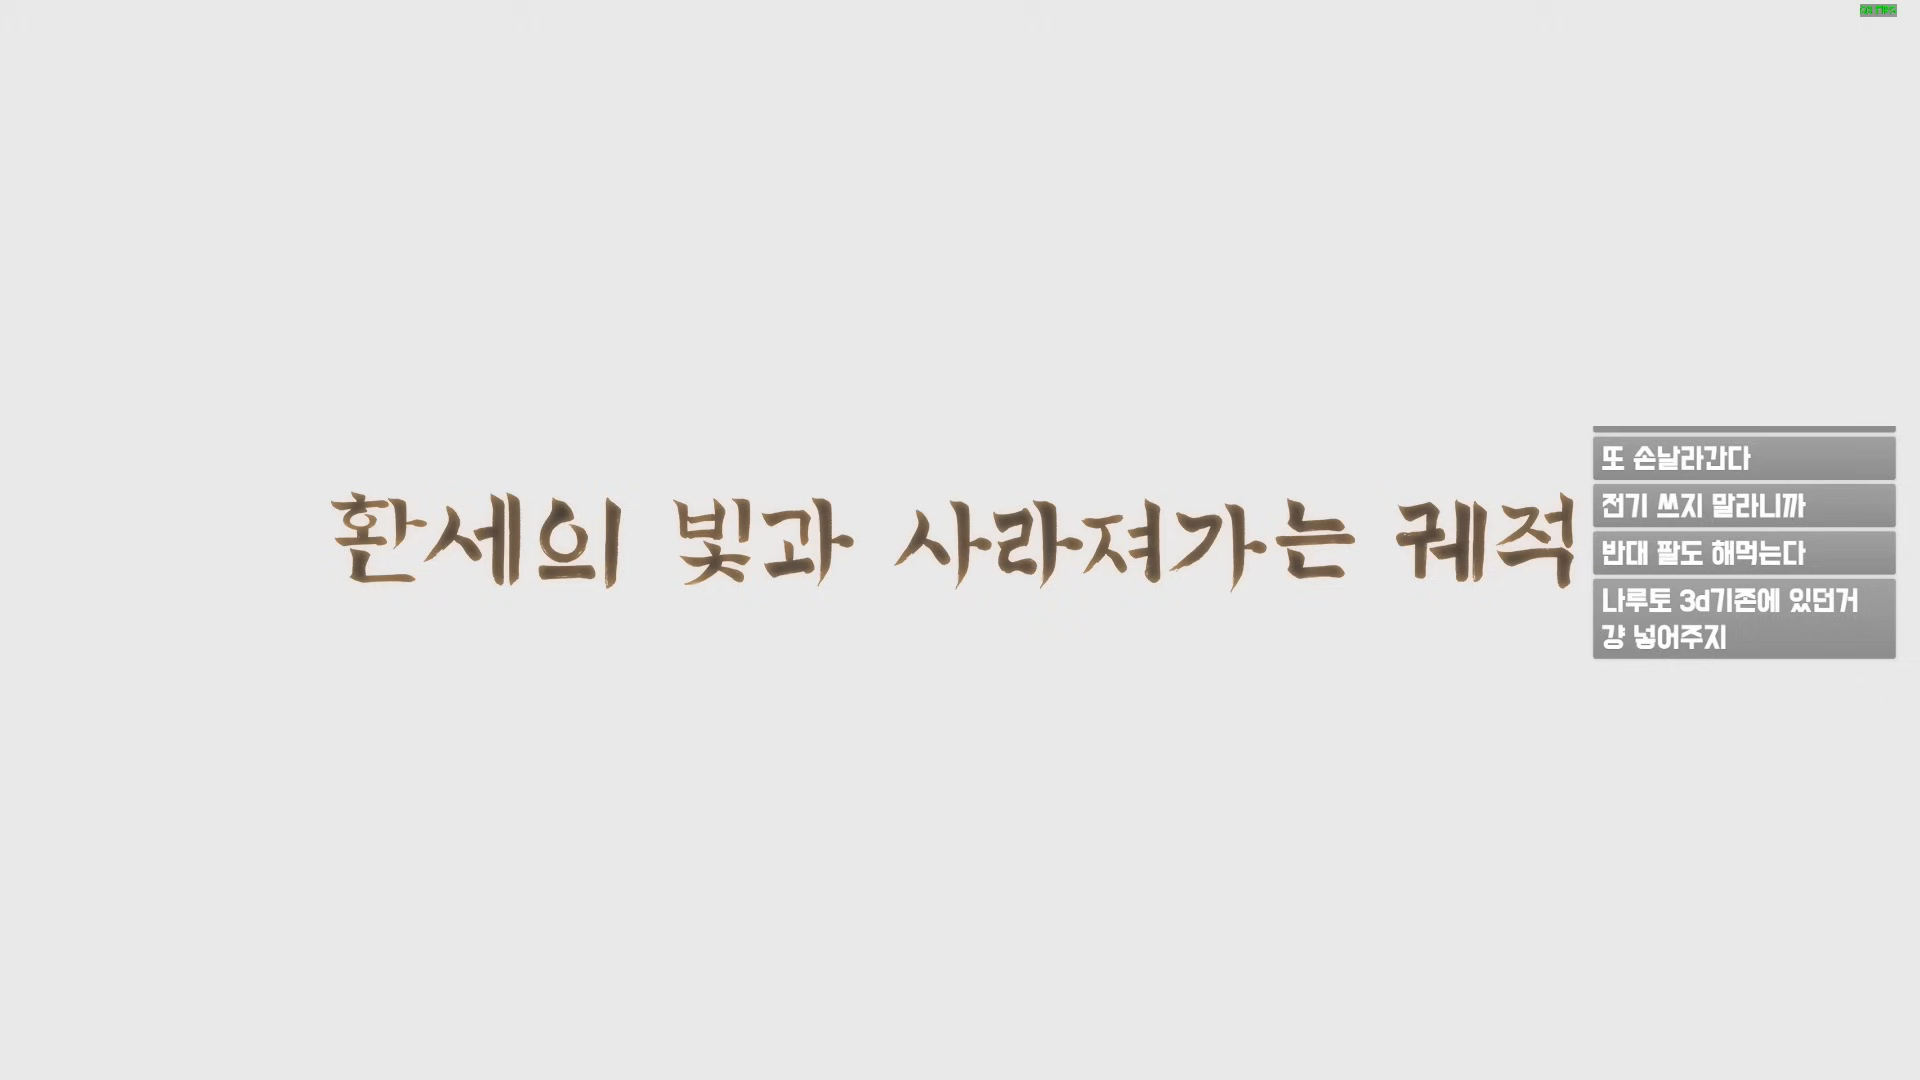 환세의 빛과 사라져가는 궤적
또 손날라간다
전기 쓰지 말라니까
반대 팔도 해먹는다
나루토 3d기존에 있던거
걍 넣어주지